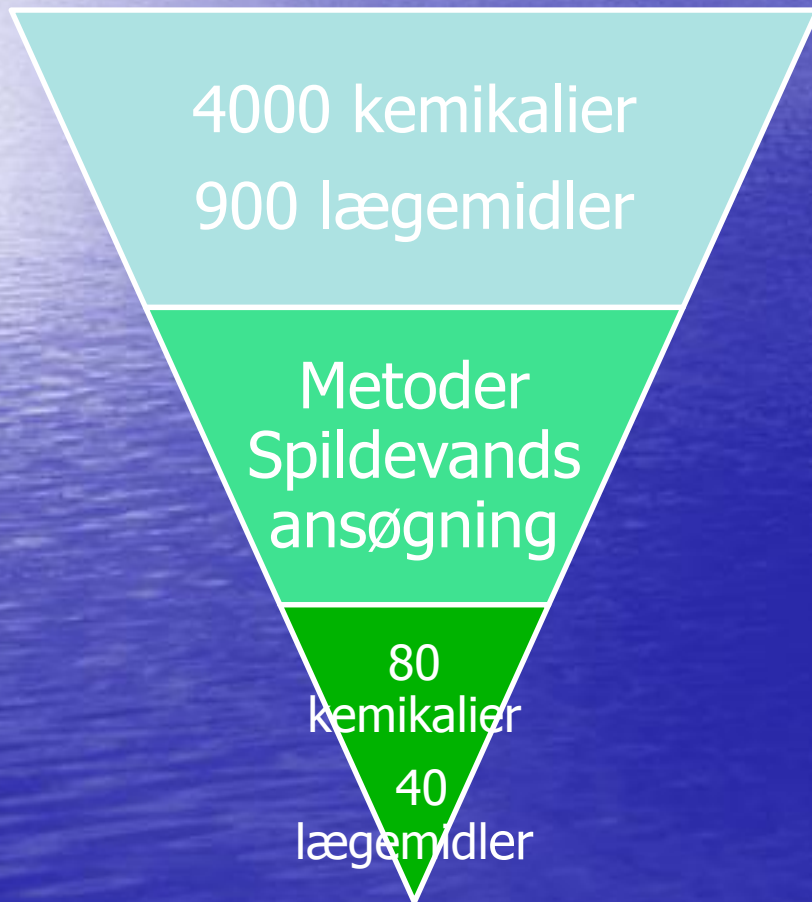 4000 kemikalier
900 lægemidler
Metoder
Spildevands
ansøgning
80
kemikalier
40
lægemidler